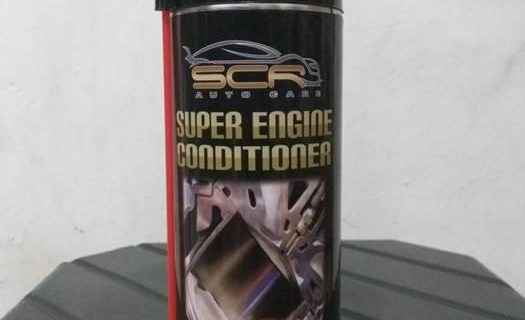 SCR
AUTO CARE
SUPER ENGINE
CONDITIONER